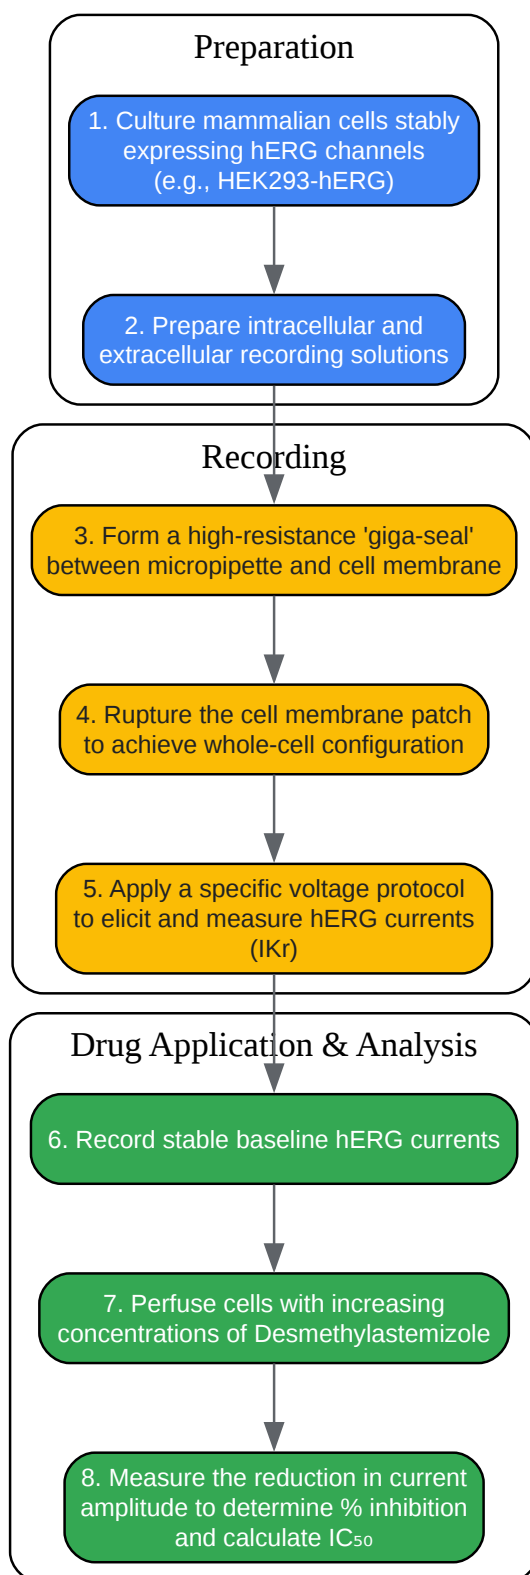 Preparation
1. Culture mammalian cells stably
expressing hERG channels
(e.g., HEK293-hERG)
2. Prepare intracellular and
extracellular recording solutions
Recording
3. Form a high-resistance 'giga-seal'
between micropipette and cell membrane
4. Rupture the cell membrane patch
to achieve whole-cell configuration
5. Apply a specific voltage protocol
to elicit and measure hERG currents
(IKr)
Drug Application & Analysis
6. Record stable baseline hERG currents
7. Perfuse cells with increasing
concentrations of Desmethylastemizole
8. Measure the reduction in current
amplitude to determine % inhibition
and calculate IC₅₀